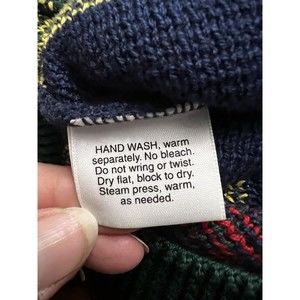 HAND WASH, warm
separately. No bleach.
Do not wring or twist.
Dry flat, block to dry.
Steam press, warm,
as needed.